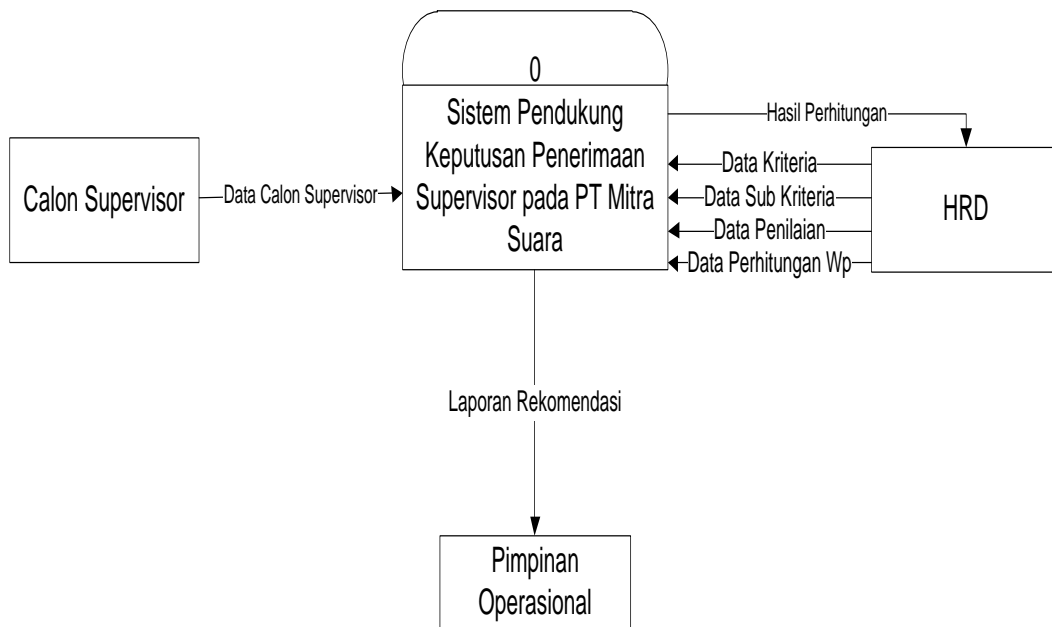 0
Sistem Pendukung
Keputusan Penerimaan
Supervisor pada PT Mitra
Suara
Calon Supervisor
Data Calon Supervisor
Hasil Perhitungan
Data Kriteria
Data Sub Kriteria
Data Penilaian
Data Perhitungan Wp
HRD
Laporan Rekomendasi
Pimpinan
Operasional